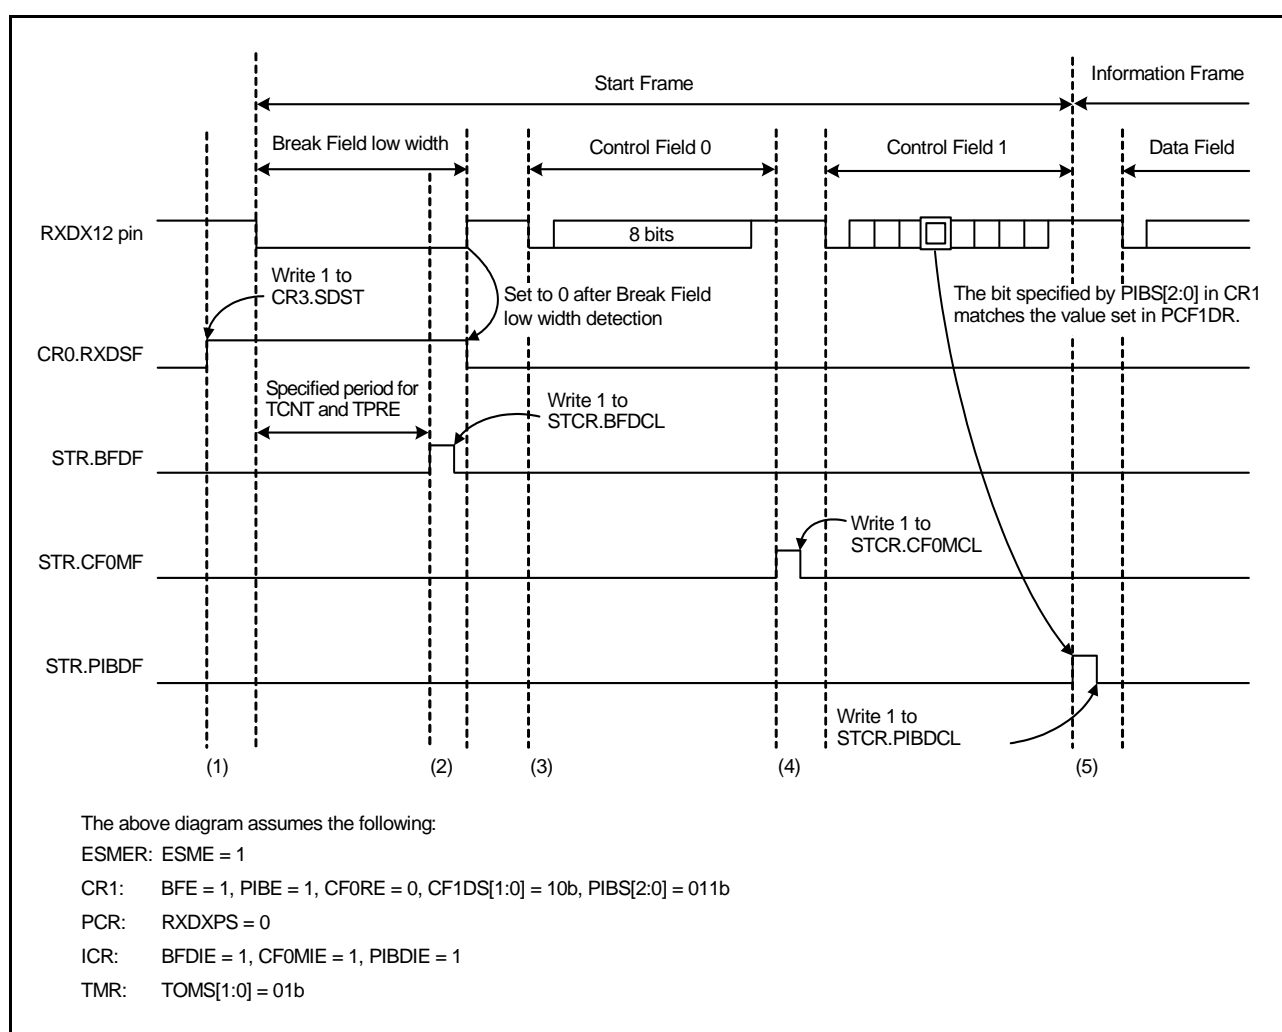 Start Frame
Information Frame
Break Field low width
Control Field 0
Control Field 1
Data Field
RXDX12 pin
8 bits
Write 1 to
CR3.SDST
Set to 0 after Break Field
low width detection
The bit specified by PIBS[2:0] in CR1
matches the value set in PCF1DR.
CR0.RXDSF
Specified period for
TCNT and TPRE
Write 1 to
STCR.BFDCL
STR.BFDF
Write 1 to
STCR.CF0MCL
STR.CF0MF
STR.PIBDF
Write 1 to
STCR.PIBDCL
(1)
(2)
(3)
(4)
(5)
The above diagram assumes the following:
ESMER: ESME = 1
CR1: BFE = 1, PIBE = 1, CF0RE = 0, CF1DS[1:0] = 10b, PIBS[2:0] = 011b
PCR: RXDXPS = 0
ICR: BFDIE = 1, CF0MIE = 1, PIBDIE = 1
TMR: TOMS[1:0] = 01b